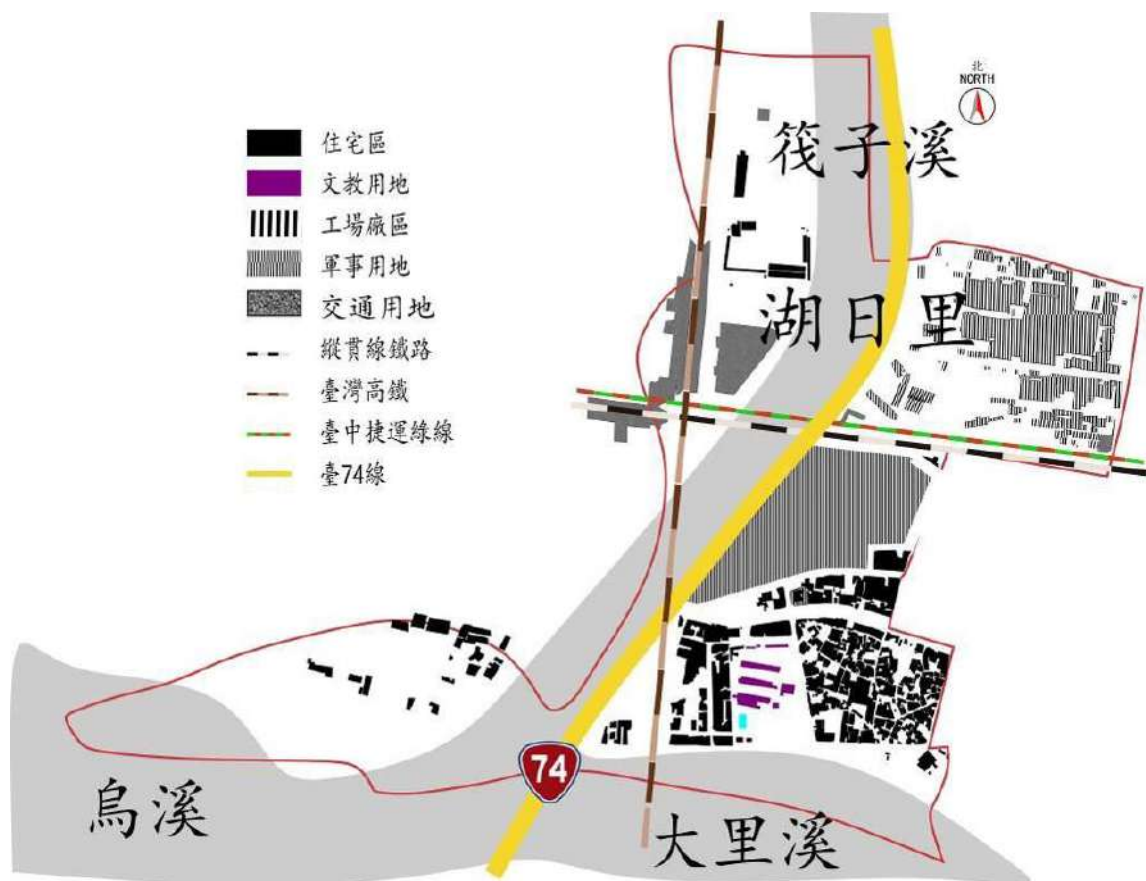 北
NORTH
筏子溪
住宅區
文教用地
工場廠區
軍事用地
湖日里
交通用地
縱貫線鐵路
臺灣高鐵
臺中捷運綠線
臺74線
74
烏溪
大里溪